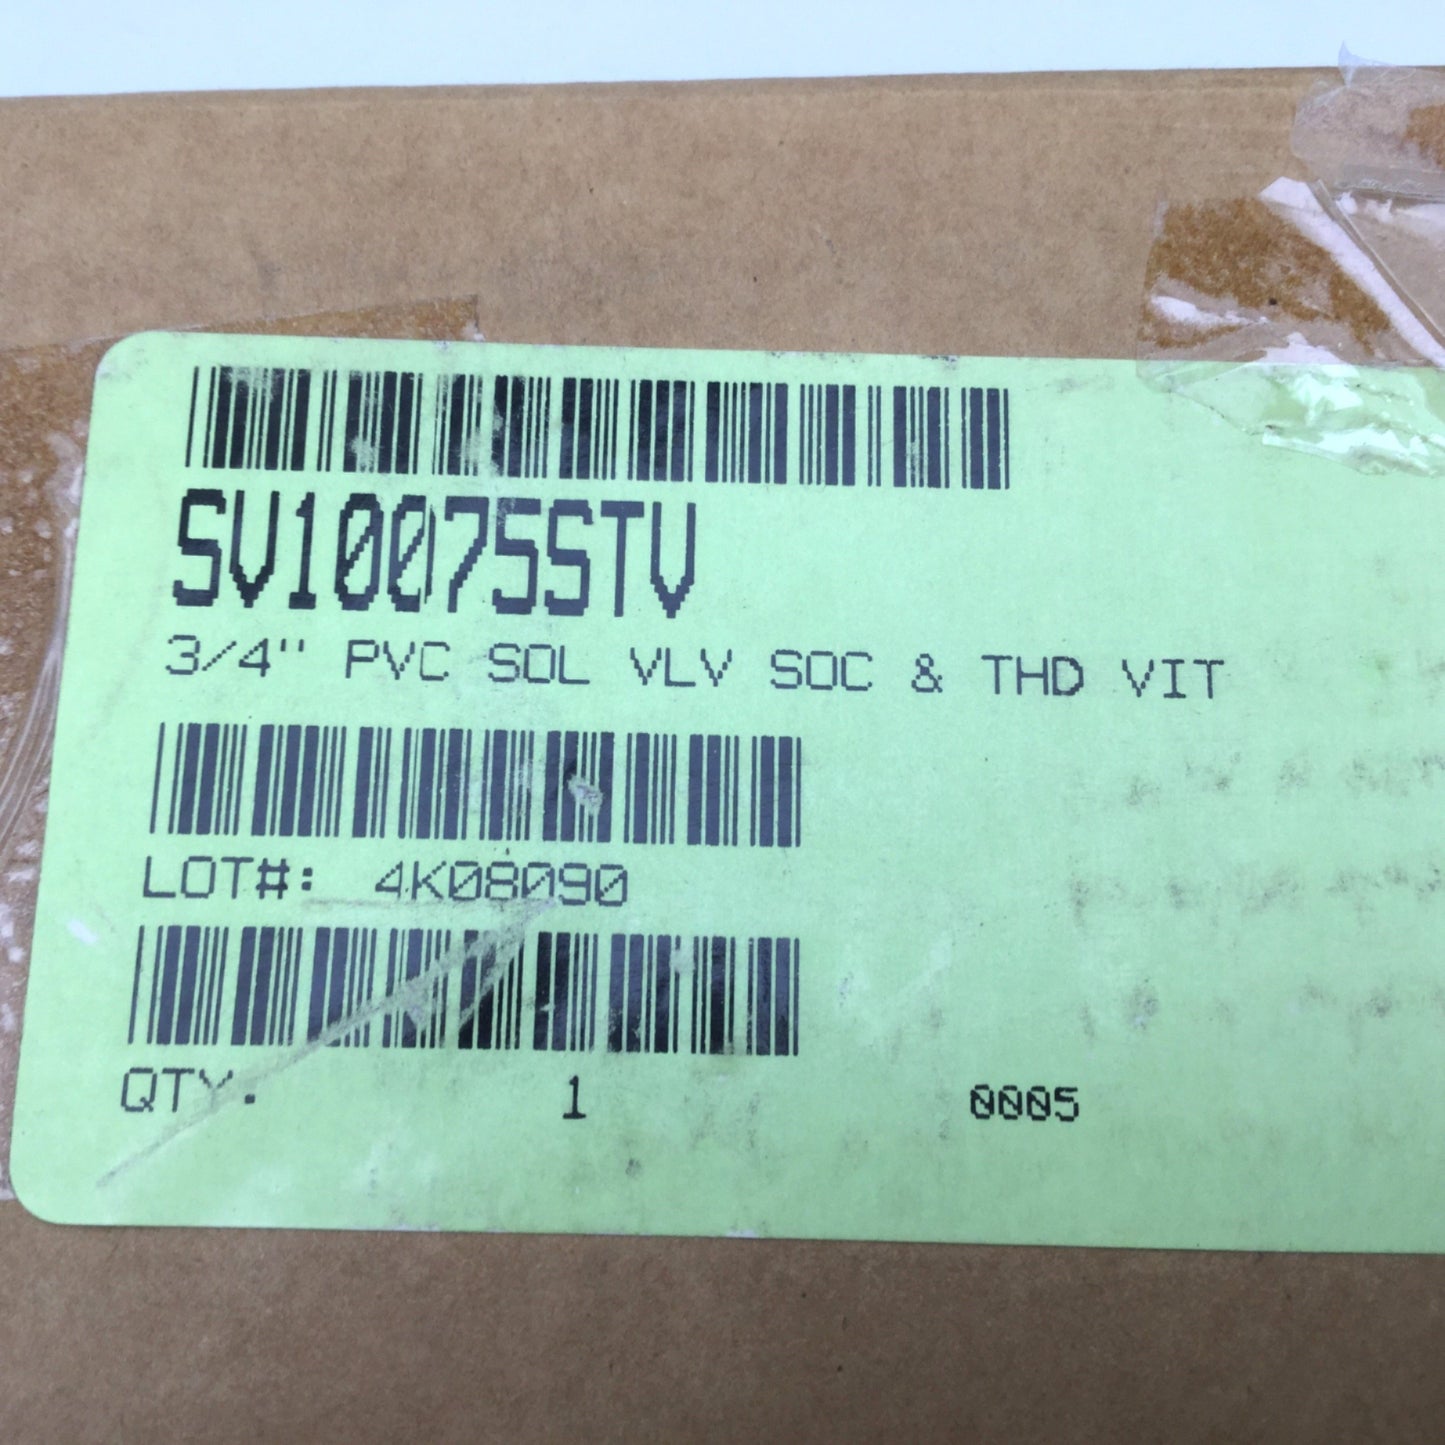 SV10075STV
3/4" PVC SOL VLV SOC & THD VIT
LOT#: 4K08090
QTY. 1 0005